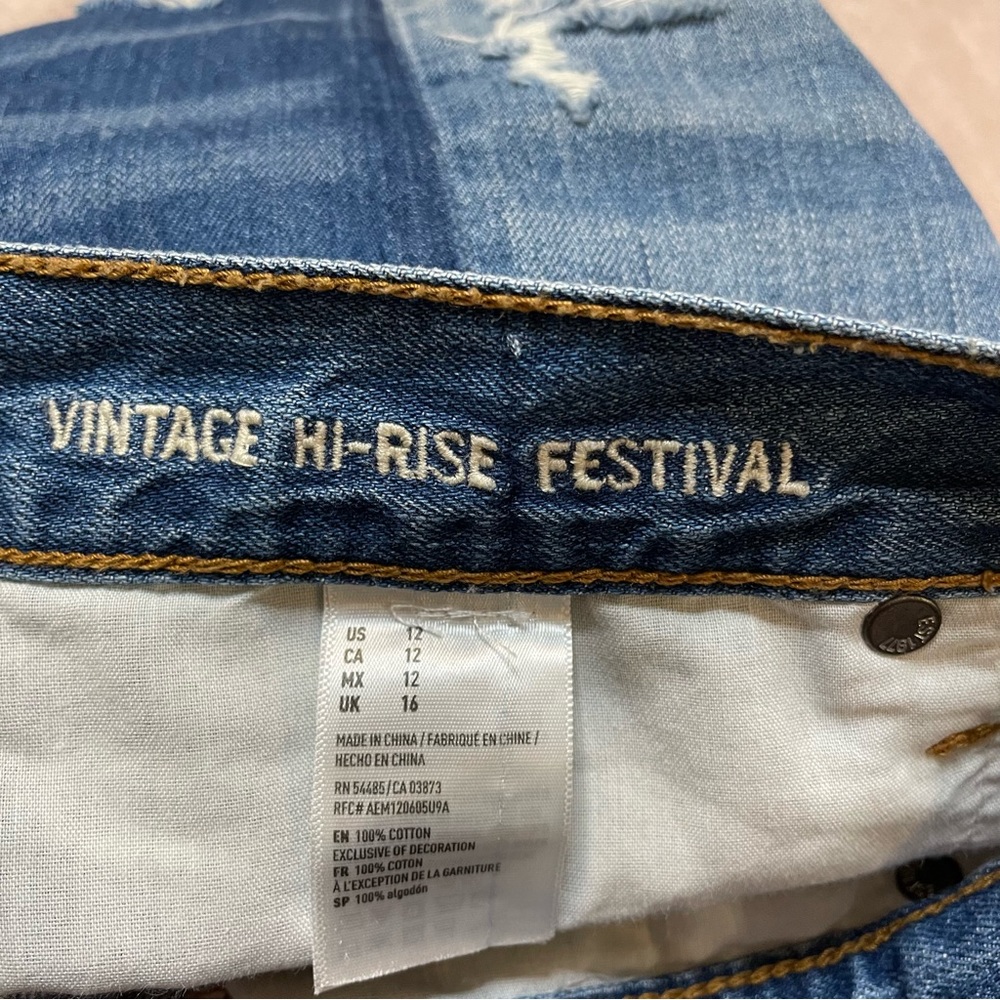 VINTAGE HI-RISE FESTIVAL
US 12
CA 12
MX 12
UK 16
MADE IN CHINA / FABRIQUÉ EN CHINE /
HECHO EN CHINA
RN 54485/CA 03873
RFC# AEM120605U9A
EN 100% COTTON
EXCLUSIVE OF DECORATION
FR 100% COTON
À L'EXCEPTION DE LA GARNITURE
SP 100% algodón
EST 1977